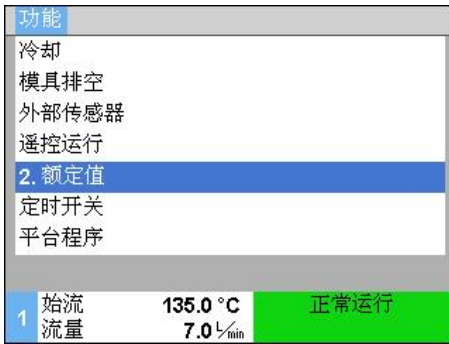 功能
冷却
模具排空
外部传感器
遥控运行
2. 额定值
定时开关
平台程序
1 始流 135.0 °C 正常运行
流量 7.0 L/min